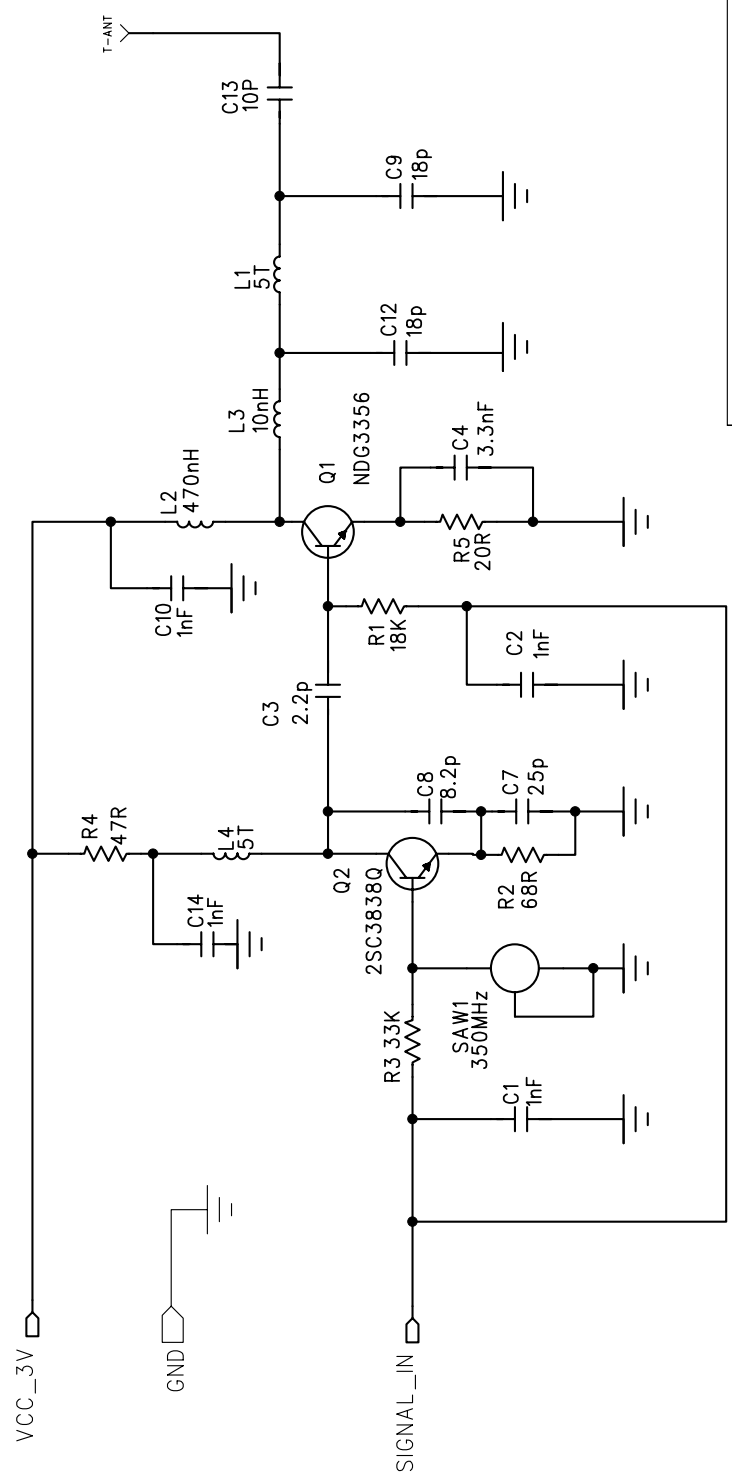 T-ANT
C13
10P
C9
18p
L1
5T
C12
18p
L3
10nH
L2
470nH
Q1
NDG3356
C4
3.3nF
R5
20R
C10
1nF
R1
18K
C2
1nF
C3
2.2p
C8
8.2p
C7
25p
R4
47R
L4
5T
Q2
2SC3838Q
R2
68R
C14
1nF
SAW1
350MHz
R3 33K
C1
1nF
VCC_3V
GND
SIGNAL_IN